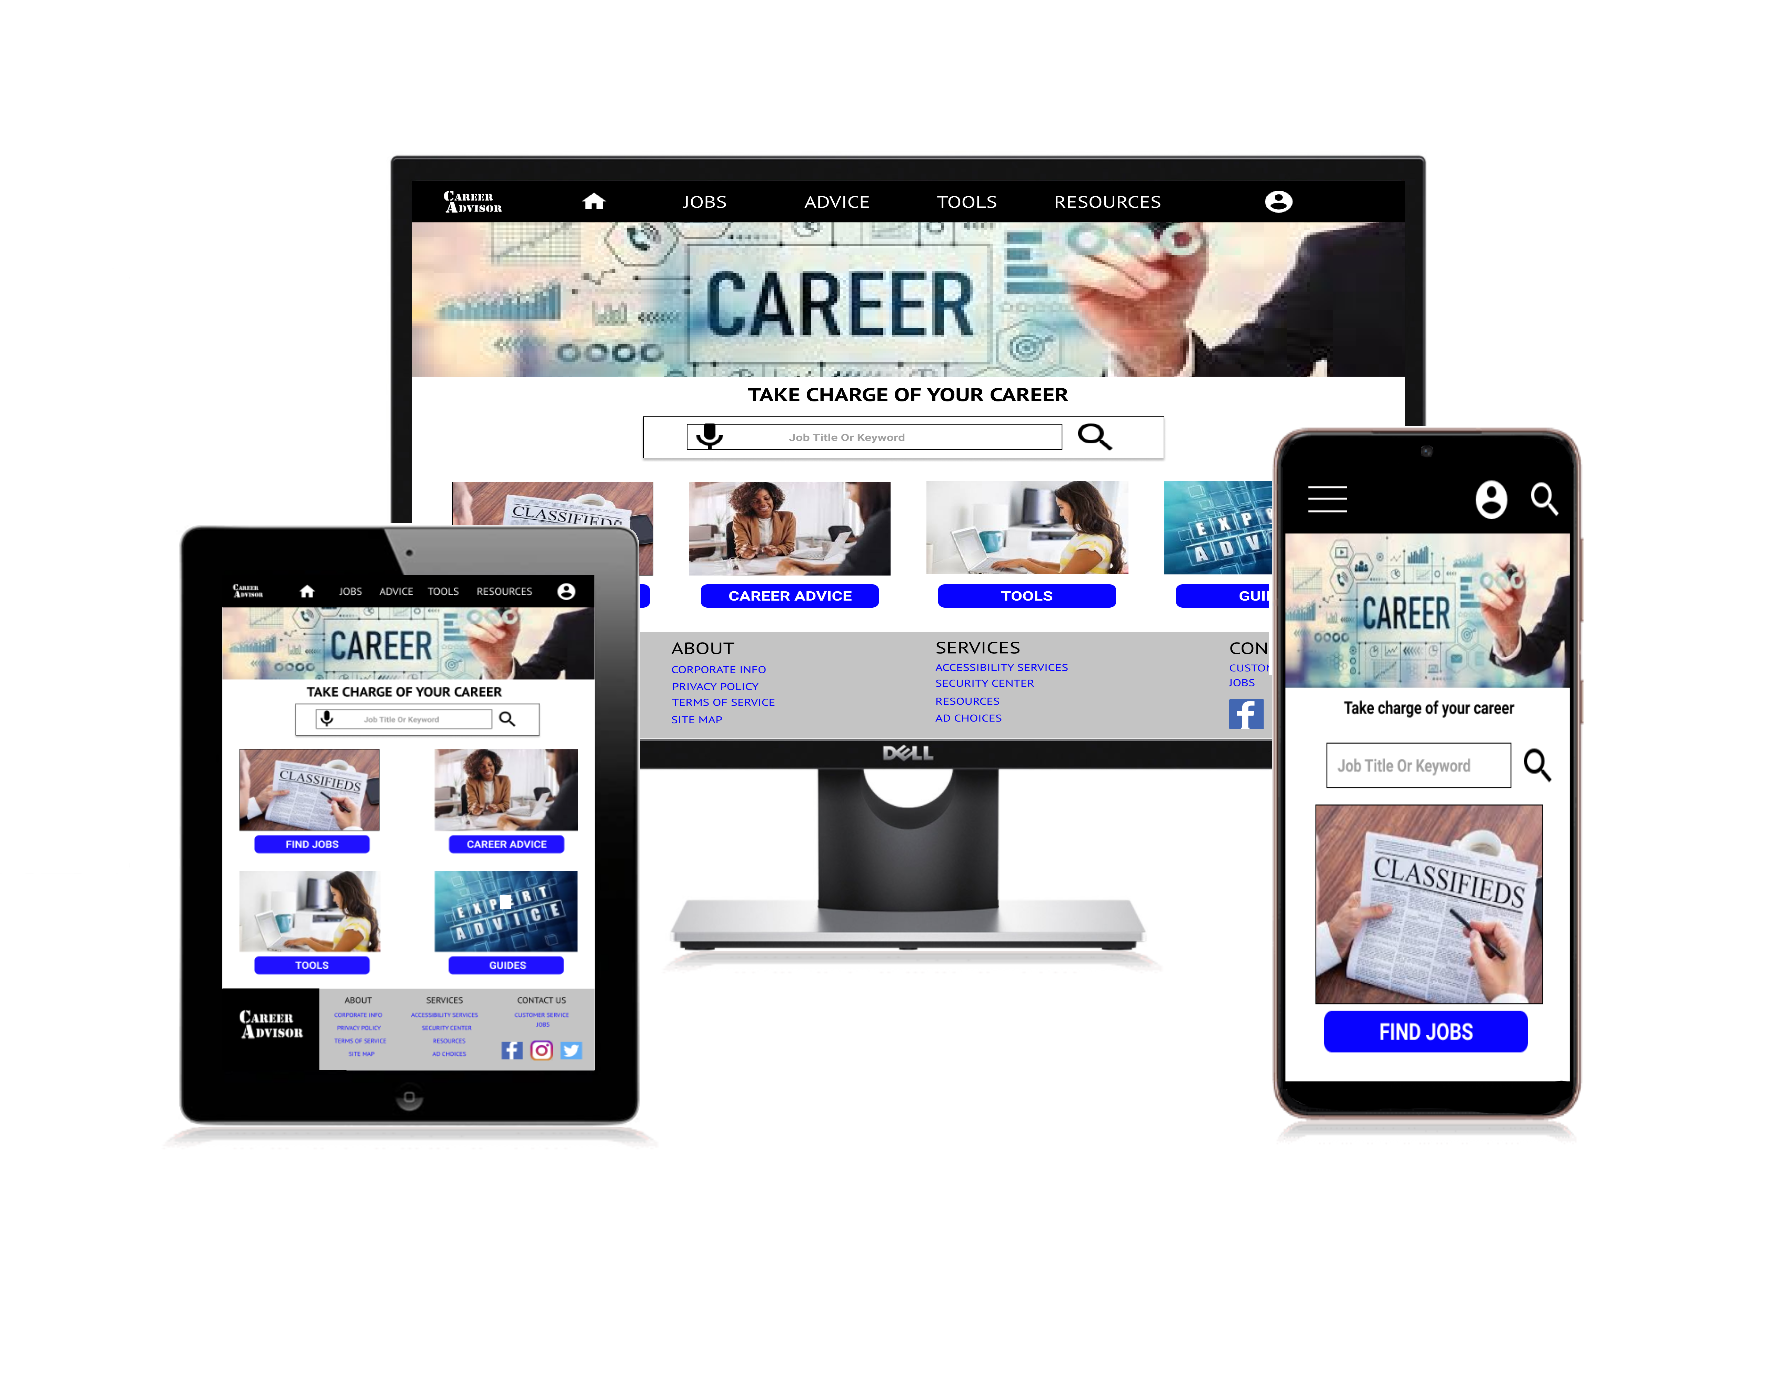 CAREER
ADVISOR
JOBS
ADVICE
TOOLS
RESOURCES
CAREER
TAKE CHARGE OF YOUR CAREER
Job Title Or Keyword
CLASSIFIEDS
EXPERT
ADVICE
CAREER ADVICE
TOOLS
ABOUT
CORPORATE INFO
PRIVACY POLICY
TERMS OF SERVICE
SITE MAP
SERVICES
ACCESSIBILITY SERVICES
SECURITY CENTER
RESOURCES
AD CHOICES
JOBS
DELL
CAREER
ADVISOR
JOBS
ADVICE
TOOLS
RESOURCES
CAREER
TAKE CHARGE OF YOUR CAREER
Job Title Or Keyword
CLASSIFIEDS
FIND JOBS
CAREER ADVICE
EXPERT
ADVICE
TOOLS
GUIDES
CAREER
ADVISOR
ABOUT
CORPORATE INFO
PRIVACY POLICY
TERMS OF SERVICE
SITE MAP
SERVICES
ACCESSIBILITY SERVICES
SECURITY CENTER
RESOURCES
AD CHOICES
CONTACT US
CUSTOMER SERVICE
JOBS
CAREER
Take charge of your career
Job Title Or Keyword
CLASSIFIEDS
FIND JOBS